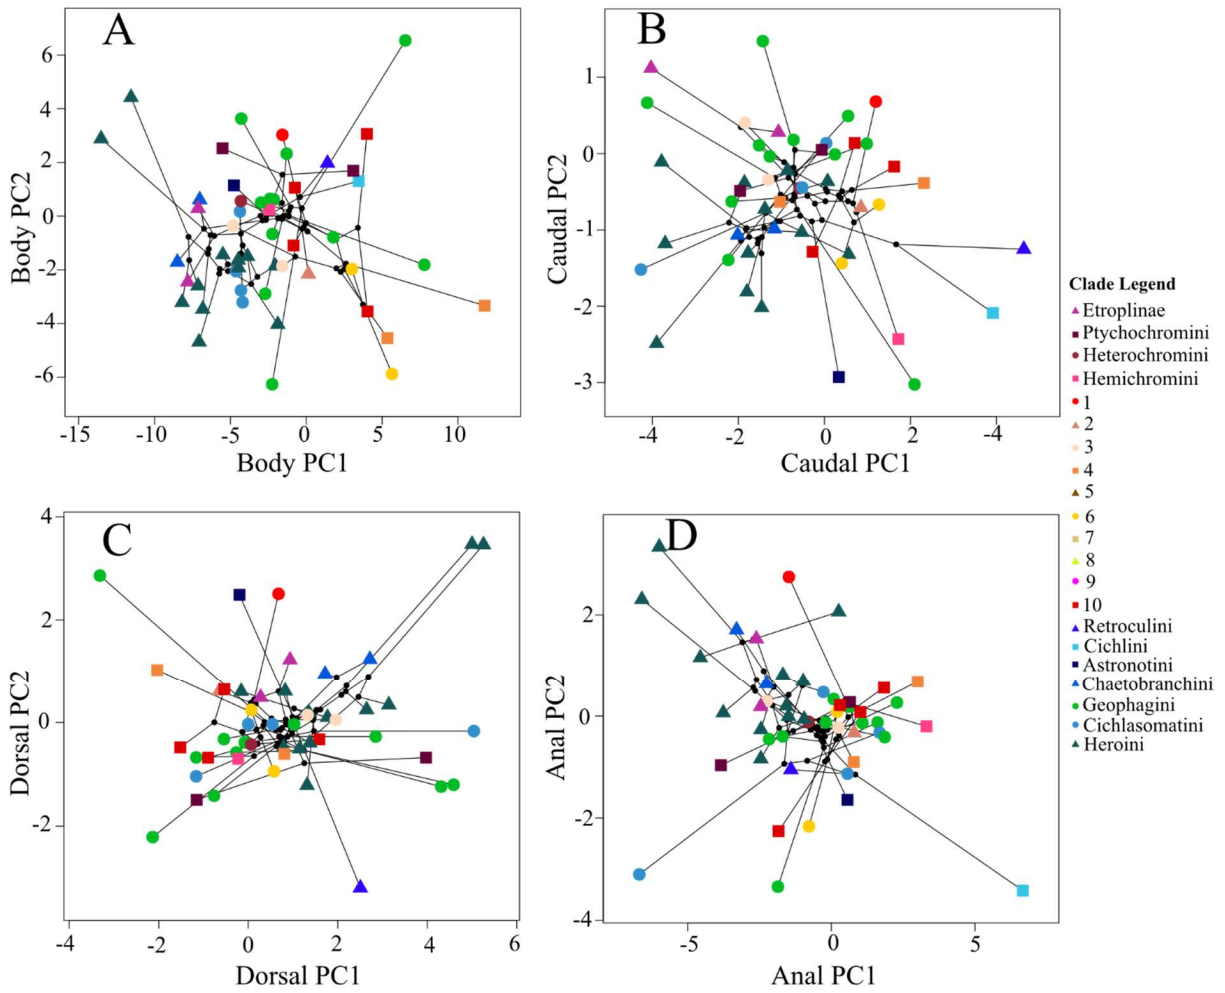 A
6
4
2
0
-2
-4
-6
Body PC2
-15 -10 -5 0 5 10
Body PC1
B
1
0
-1
-2
-3
Caudal PC2
-4 -2 0 2 -4
Caudal PC1
C
4
2
0
-2
Dorsal PC2
-4 -2 0 2 4 6
Dorsal PC1
D
2
0
-2
-4
Anal PC2
-5 0 5
Anal PC1
Clade Legend
Etroplinae
Ptychochromini
Heterochromini
Hemichromini
1
2
3
4
5
6
7
8
9
10
Retroculini
Cichlini
Astronotini
Chaetobranchini
Geophagini
Cichlasomatini
Heroini